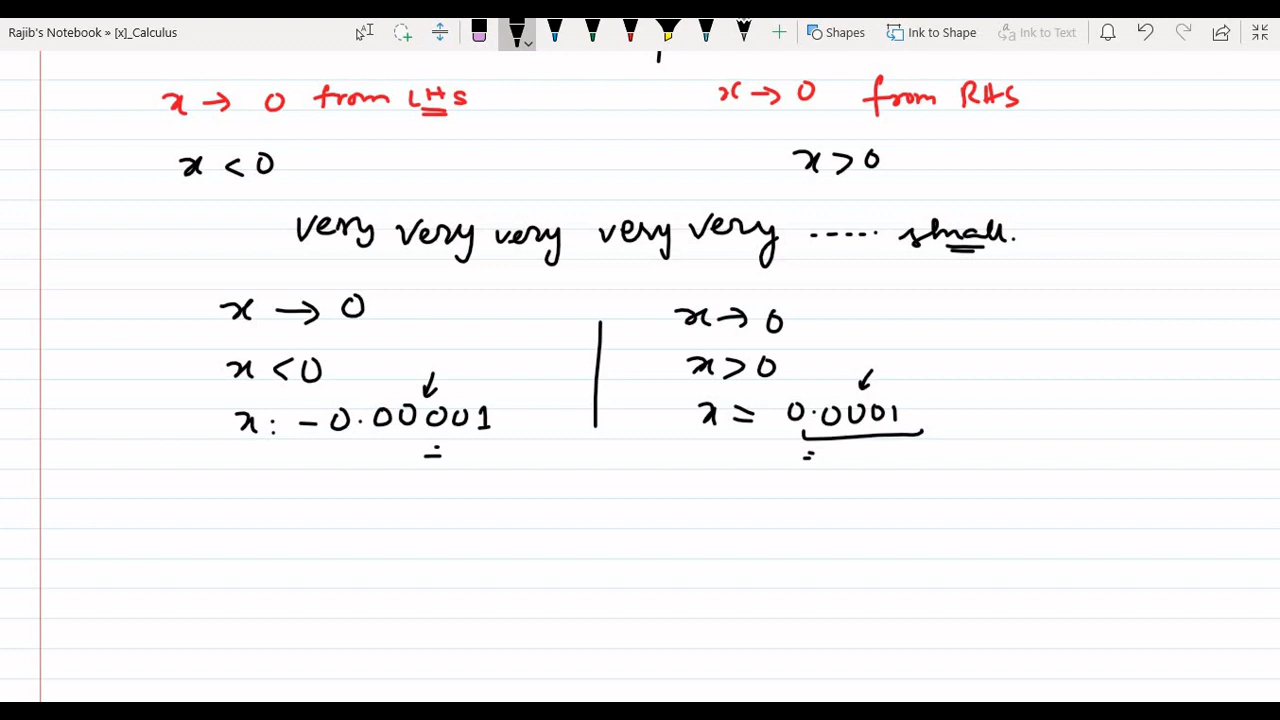 Rajib's Notebook • [x]_Calculus
Shapes
Ink to Shape
Ink to Text
x → 0 from LHS
x → 0 from RHS
x < 0
x > 0
very very very very very ..... small.
x → 0
x < 0
x : - 0.00001
x → 0
x > 0
x = 0.0001